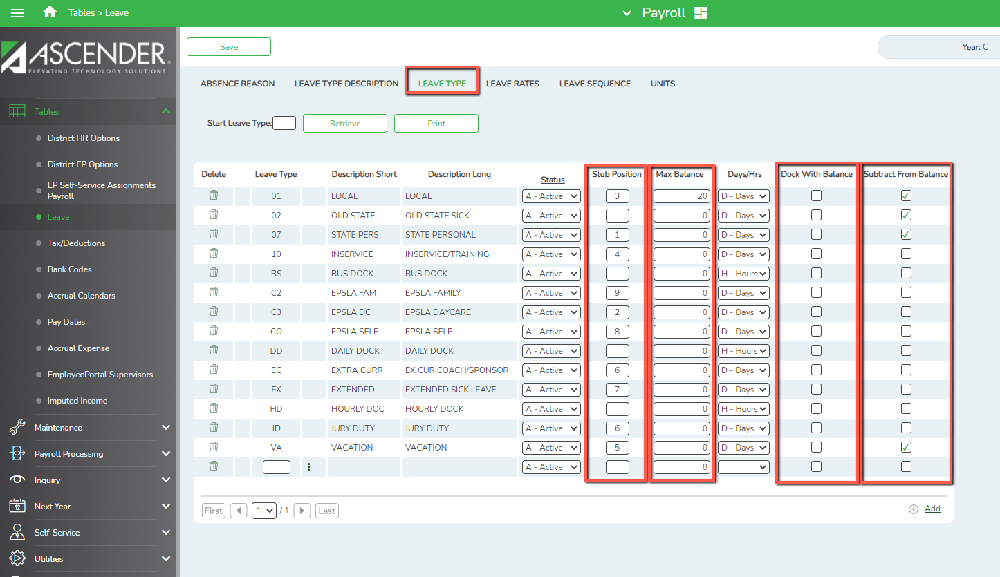 Tables > Leave
Payroll
ASCENDER
ELEVATING TECHNOLOGY SOLUTIONS
Save
Year: C
Tables
District HR Options
District EP Options
EP Self-Service Assignments
Payroll
Leave
Tax/Deductions
Bank Codes
Accrual Calendars
Pay Dates
Accrual Expense
EmployeePortal Supervisors
Imputed Income
Maintenance
Payroll Processing
Inquiry
12 Next Year
Self-Service
Utilities
ABSENCE REASON LEAVE TYPE DESCRIPTION LEAVE TYPE LEAVE RATES LEAVE SEQUENCE UNITS
Start Leave Type: Retrieve Print
Delete Leave Type Description Short Description Long Status Stub Position Max Balance Days/Hrs Dock With Balance Subtract From Balance
01 LOCAL LOCAL A - Active 3 20 D - Days
02 OLD STATE OLD STATE SICK A - Active 0 D - Days
07 STATE PERS STATE PERSONAL A - Active 1 0 D - Days
10 INSERVICE INSERVICE/TRAINING A - Active 4 0 D - Days
BS BUS DOCK BUS DOCK A - Active 0 H - Hours
C2 EPSLA FAM EPSLA FAMILY A - Active 9 0 D - Days
C3 EPSLA DC EPSLA DAYCARE A - Active 2 0 D - Days
CO EPSLA SELF EPSLA SELF A - Active 8 0 D - Days
DD DAILY DOCK DAILY DOCK A - Active 0 H - Hours
EC EXTRA CURR EX CUR COACH/SPONSOR A - Active 6 0 D - Days
EX EXTENDED EXTENDED SICK LEAVE A - Active 7 0 D - Days
HD HOURLY DOC HOURLY DOCK A - Active 0 H - Hours
JD JURY DUTY JURY DUTY A - Active 6 0 D - Days
VA VACATION VACATION A - Active 5 0 D - Days
A - Active 0
First 1 / 1 Last
Add